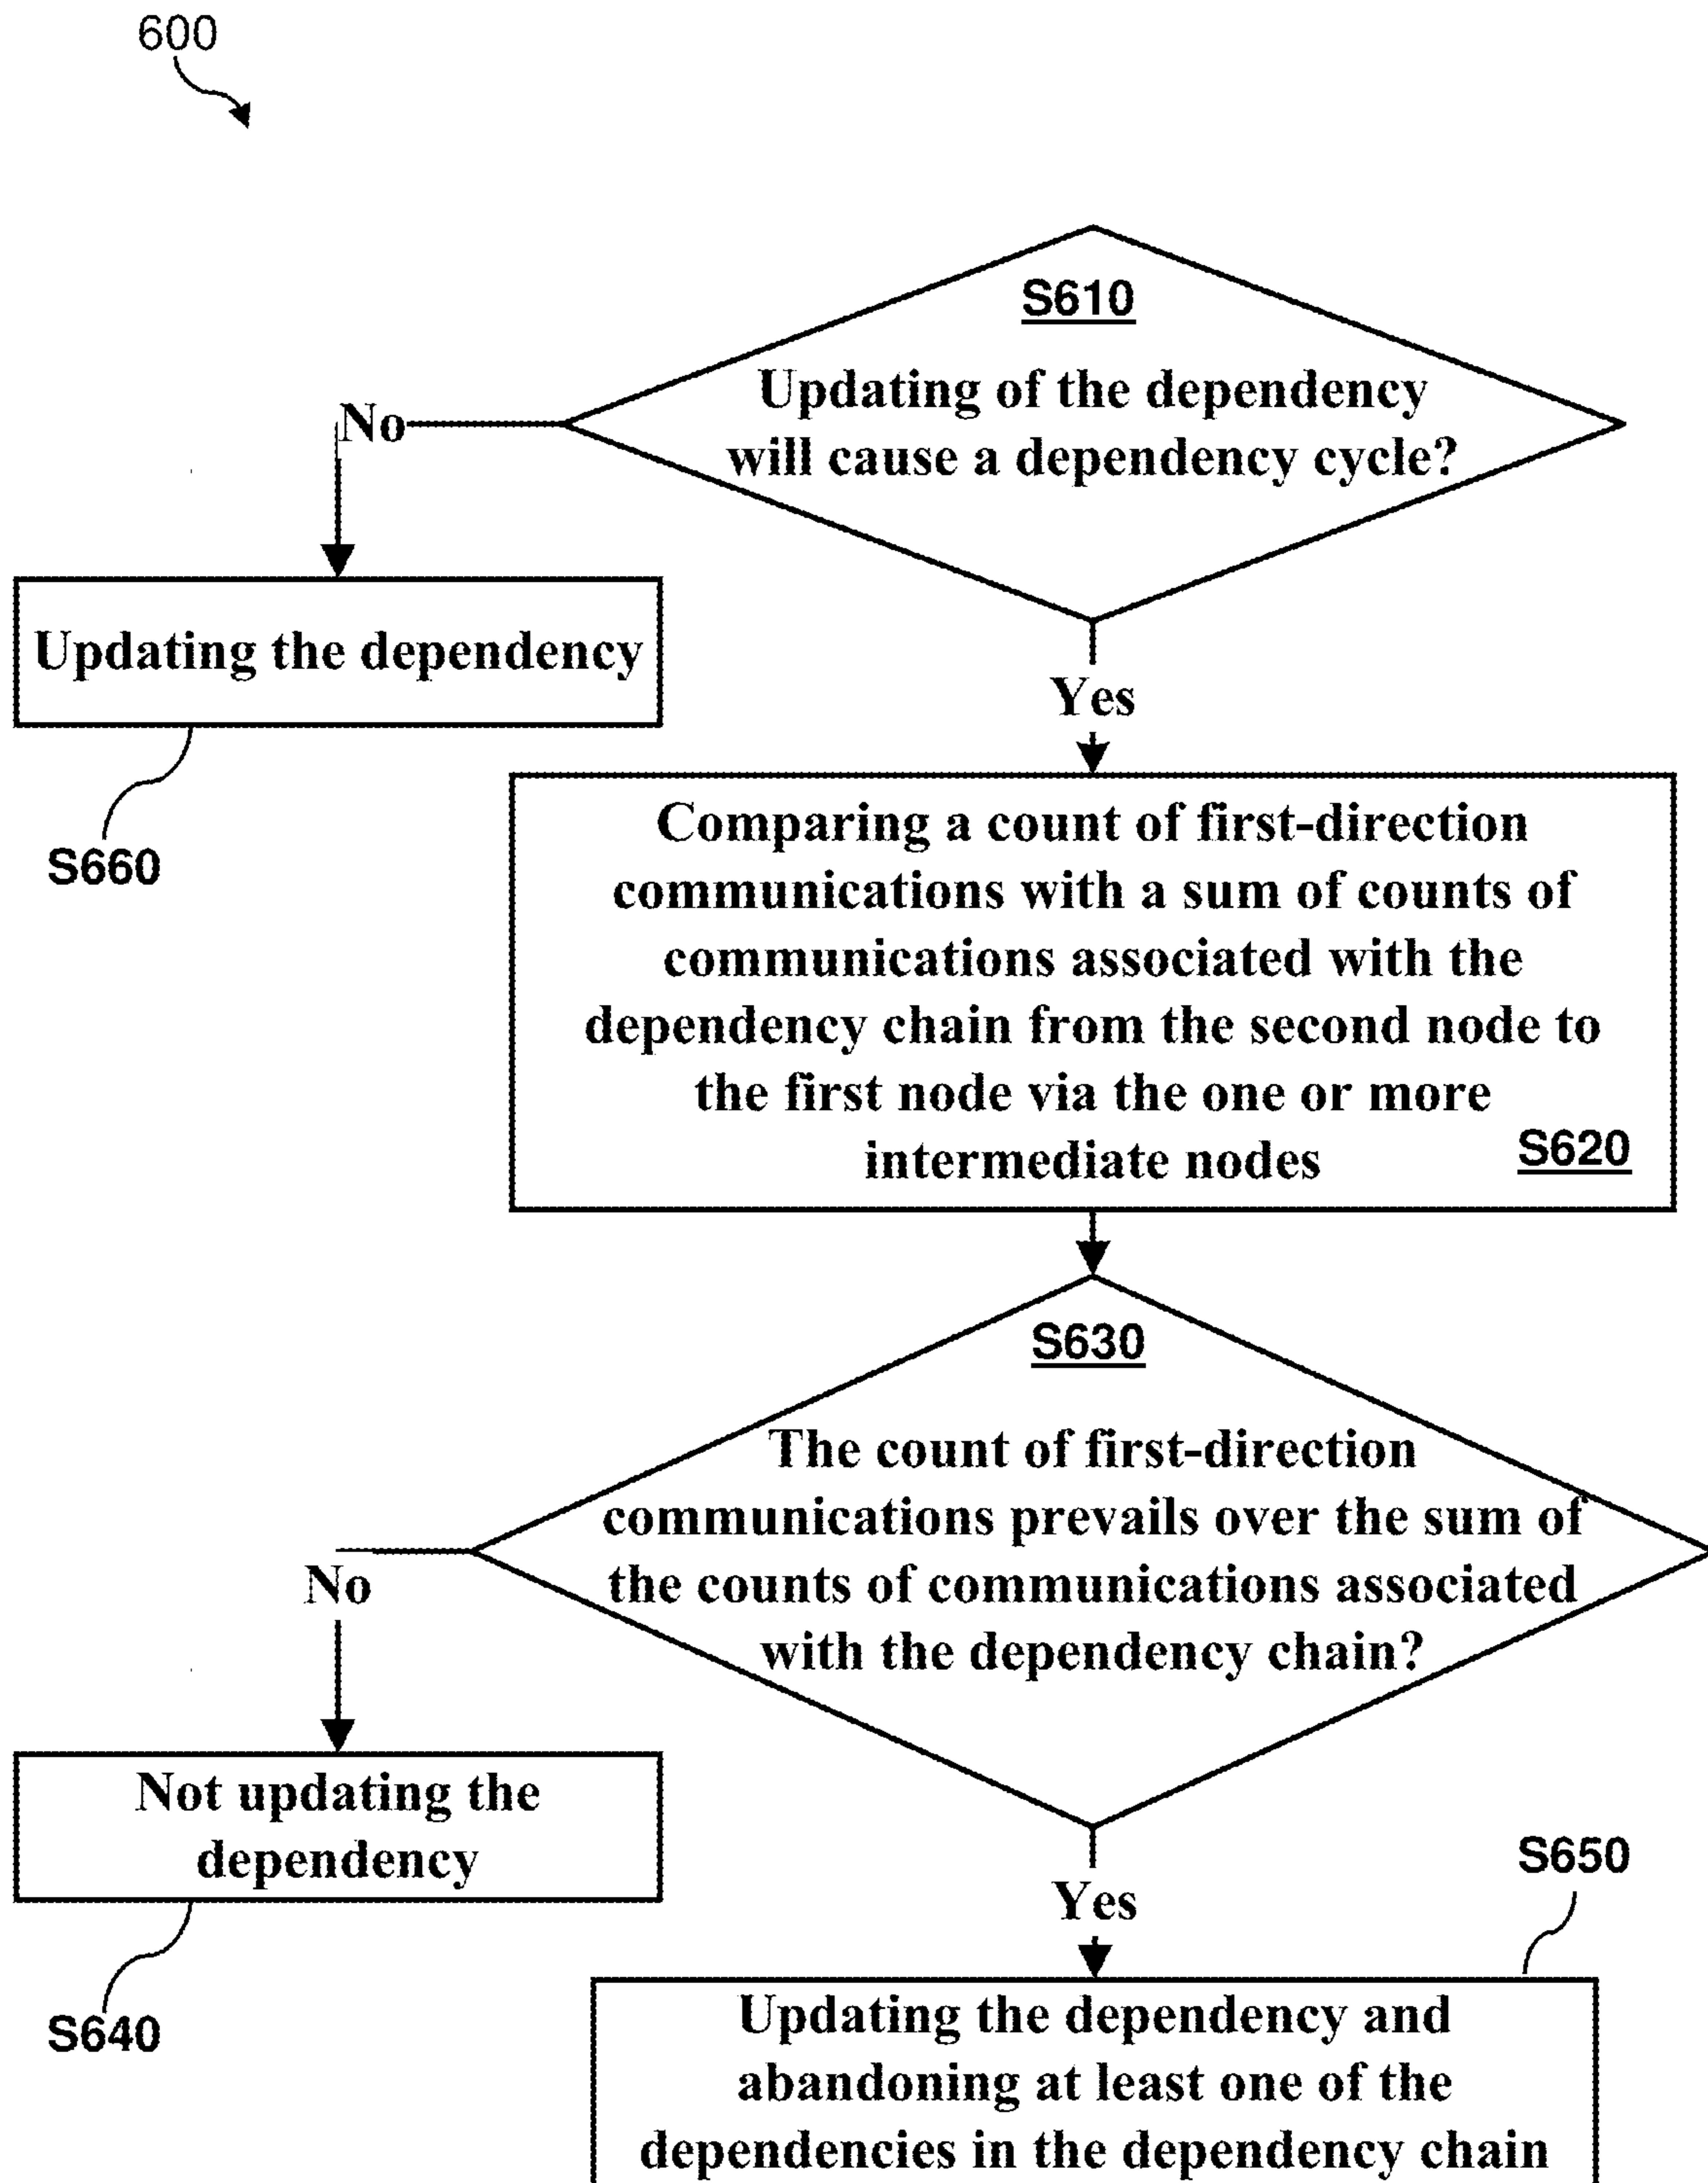 600
S610
Updating of the dependency
will cause a dependency cycle?
No
Updating the dependency
S660
Yes
Comparing a count of first-direction
communications with a sum of counts of
communications associated with the
dependency chain from the second node to
the first node via the one or more
intermediate nodes
S620
S630
The count of first-direction
communications prevails over the sum of
the counts of communications associated
with the dependency chain?
No
Not updating the
dependency
S640
Yes
S650
Updating the dependency and
abandoning at least one of the
dependencies in the dependency chain